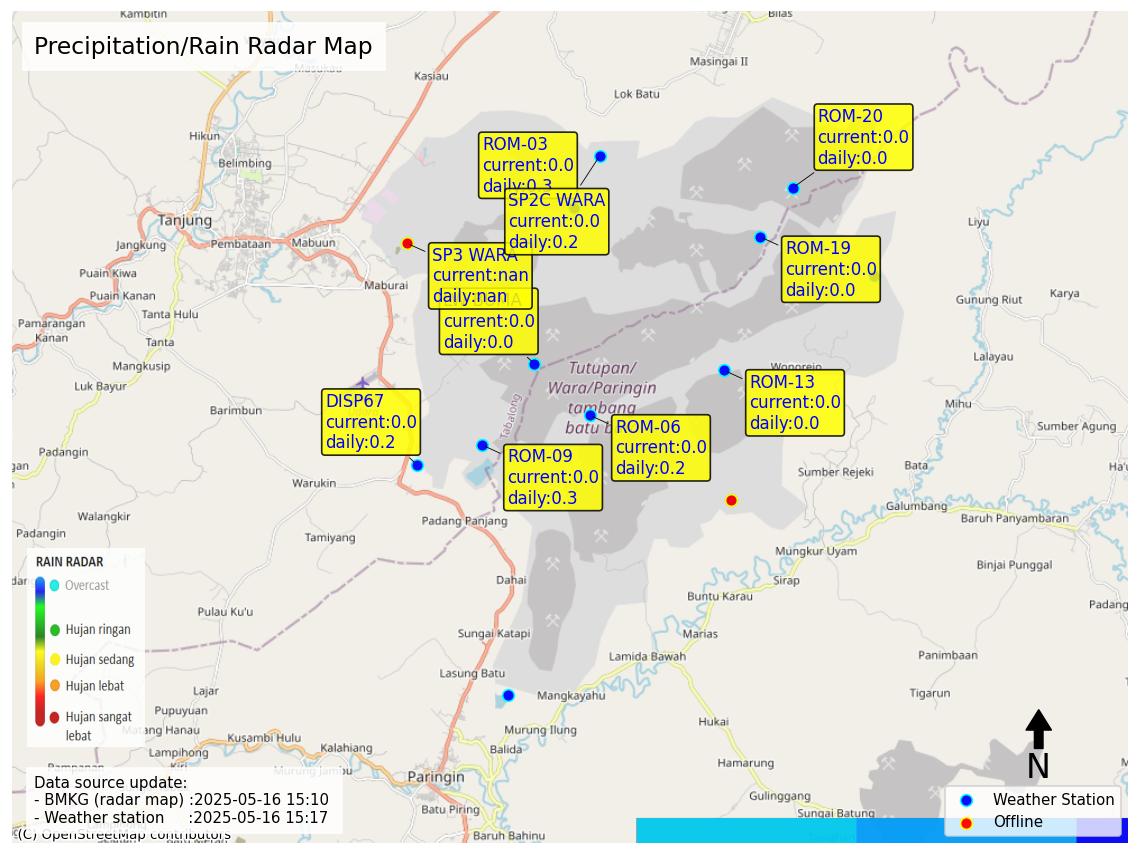 Precipitation/Rain Radar Map
Kambitin
Bilas
Masingai II
Masukau
Kasiau
Lok Batu
Hikun
Belimbing
Tanjung
Jangkung
Pembataan
Mabuun
Maburai
Puain Kiwa
Puain Kanan
Tanta Hulu
Pamarangan
Kanan
Tanta
Mangkusip
Luk Bayur
Barimbun
Padangin
Warukin
Walangkir
Padangin
Tamiyang
Padang Panjang
Dahai
Pulau Ku'u
Sungai Katapi
Lasung Batu
Mangkayahu
Murung Ilung
Balida
Lajar
Pupuyuan
Matang Hanau
Lampihong
Kusambi Hulu
Kalahiang
Murung Jambu
Paringin
Batu Piring
Baruh Bahinu
Liyu
Gunung Riut
Karya
Lalayau
Mihu
Sumber Agung
Bata
Sumber Rejeki
Galumbang
Baruh Panyambaran
Mungkur Uyam
Binjai Punggal
Sirap
Buntu Karau
Marias
Lamida Bawah
Panimbaan
Tigarun
Hukai
Hamarung
Gulinggang
Sungai Batung
Wonorejo
Tabalong
Tutupan/
Wara/Paringin
tambang
ROM-03
current:0.0
daily:0.3
SP2C WARA
current:0.0
daily:0.2
ROM-20
current:0.0
daily:0.0
ROM-19
current:0.0
daily:0.0
SP3 WARA
current:nan
daily:nan
current:0.0
daily:0.0
ROM-13
current:0.0
daily:0.0
DISP67
current:0.0
daily:0.2
ROM-06
current:0.0
daily:0.2
ROM-09
current:0.0
daily:0.3
RAIN RADAR
Overcast
Hujan ringan
Hujan sedang
Hujan lebat
Hujan sangat
lebat
Data source update:
- BMKG (radar map) :2025-05-16 15:10
- Weather station :2025-05-16 15:17
(C) OpenStreetMap contributors
N
Weather Station
Offline